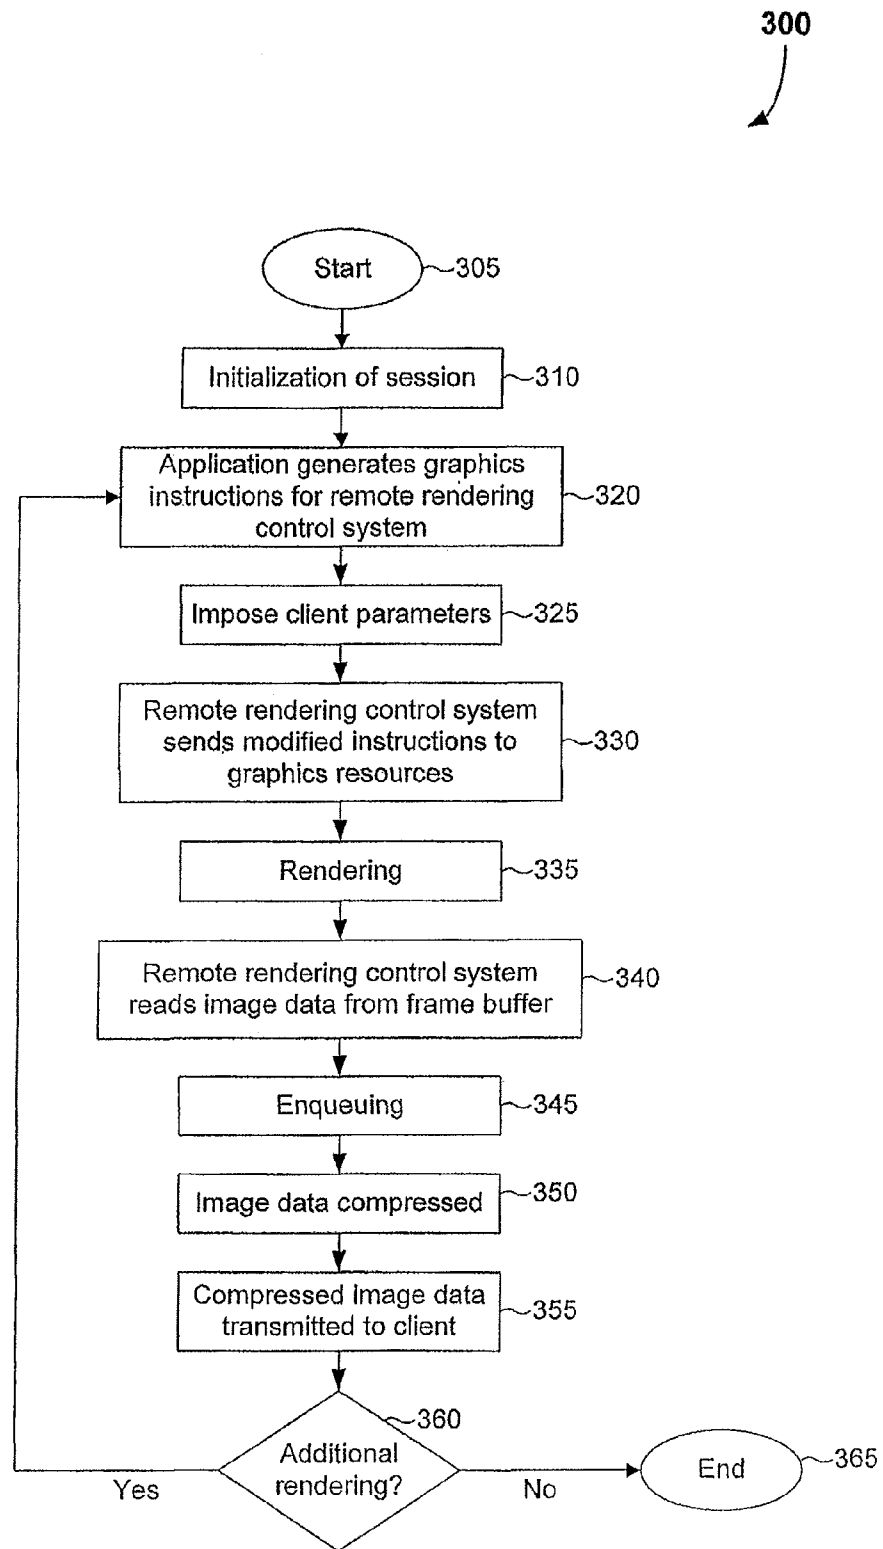 300
Start
305
Initialization of session
310
Application generates graphics
instructions for remote rendering
control system
320
Impose client parameters
325
Remote rendering control system
sends modified instructions to
graphics resources
330
Rendering
335
Remote rendering control system
reads image data from frame buffer
340
Enqueuing
345
Image data compressed
350
Compressed image data
transmitted to client
355
360
Additional
rendering?
Yes
No
End
365